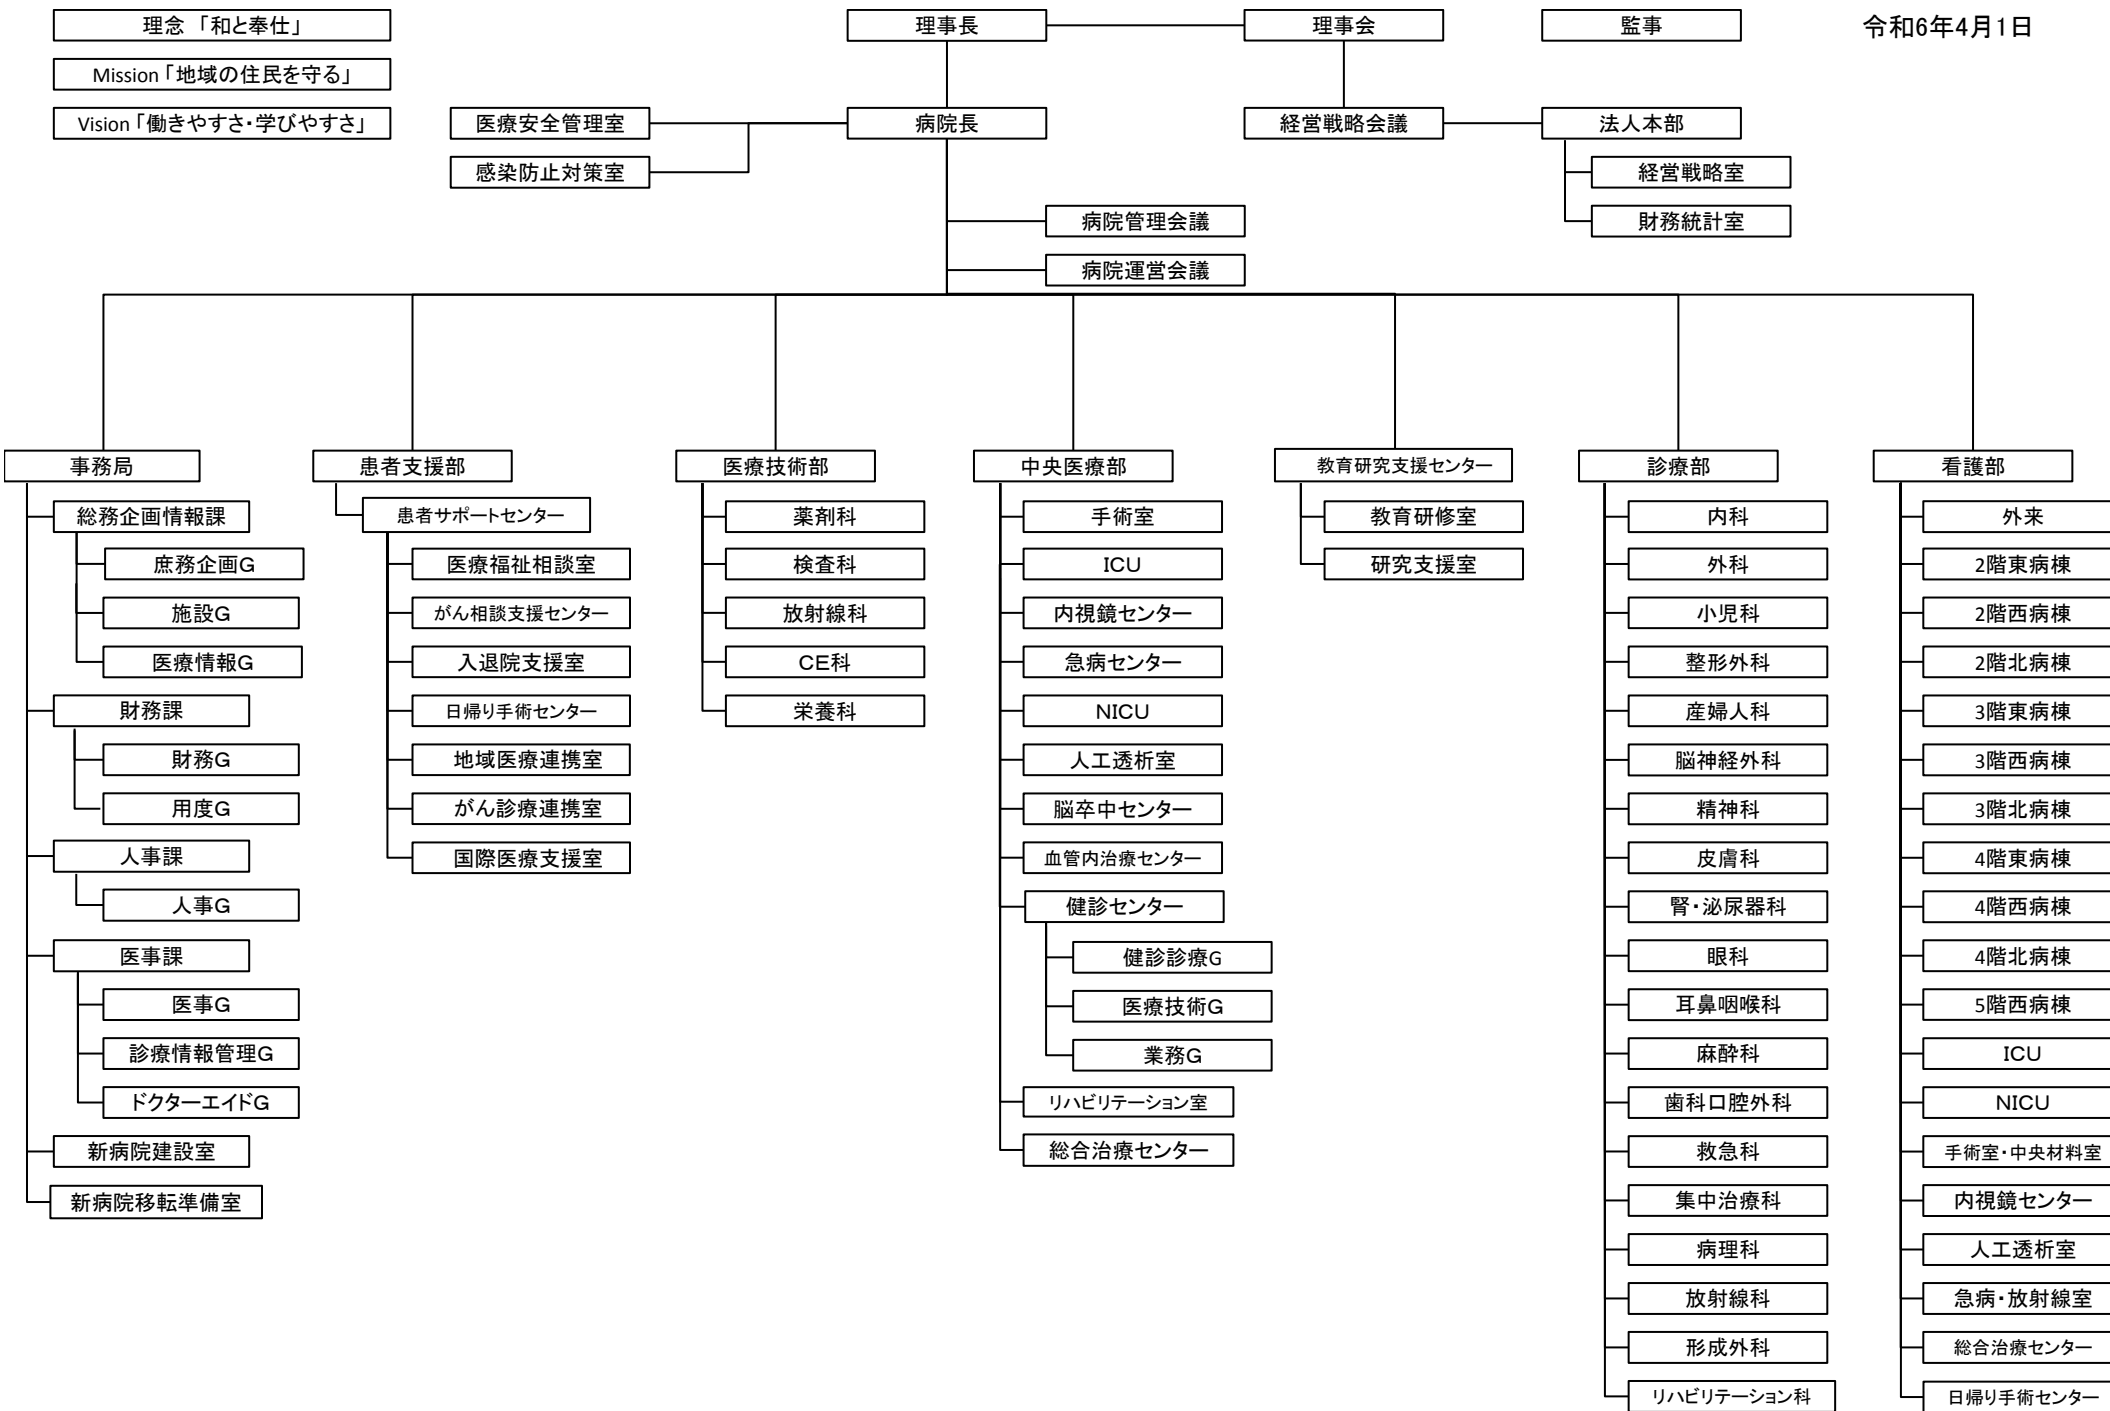 理念 「和と奉仕」
理事長
理事会
監事
令和6年4月1日
Mission「地域の住民を守る」
Vision「働きやすさ・学びやすさ」
医療安全管理室
病院長
経営戦略会議
法人本部
感染防止対策室
経営戦略室
病院管理会議
財務統計室
病院運営会議
事務局
総務企画情報課
庶務企画G
施設G
医療情報G
財務課
財務G
用度G
人事課
人事G
医事課
医事G
診療情報管理G
ドクターエイドG
新病院建設室
新病院移転準備室
患者支援部
患者サポートセンター
医療福祉相談室
がん相談支援センター
入退院支援室
日帰り手術センター
地域医療連携室
がん診療連携室
国際医療支援室
医療技術部
薬剤科
検査科
放射線科
CE科
栄養科
中央医療部
手術室
ICU
内視鏡センター
急病センター
NICU
人工透析室
脳卒中センター
血管内治療センター
健診センター
健診診療G
医療技術G
業務G
リハビリテーション室
総合治療センター
教育研究支援センター
教育研修室
研究支援室
診療部
内科
外科
小児科
整形外科
産婦人科
脳神経外科
精神科
皮膚科
腎・泌尿器科
眼科
耳鼻咽喉科
麻酔科
歯科口腔外科
救急科
集中治療科
病理科
放射線科
形成外科
リハビリテーション科
看護部
外来
2階東病棟
2階西病棟
2階北病棟
3階東病棟
3階西病棟
3階北病棟
4階東病棟
4階西病棟
4階北病棟
5階西病棟
ICU
NICU
手術室・中央材料室
内視鏡センター
人工透析室
急病・放射線室
総合治療センター
日帰り手術センター